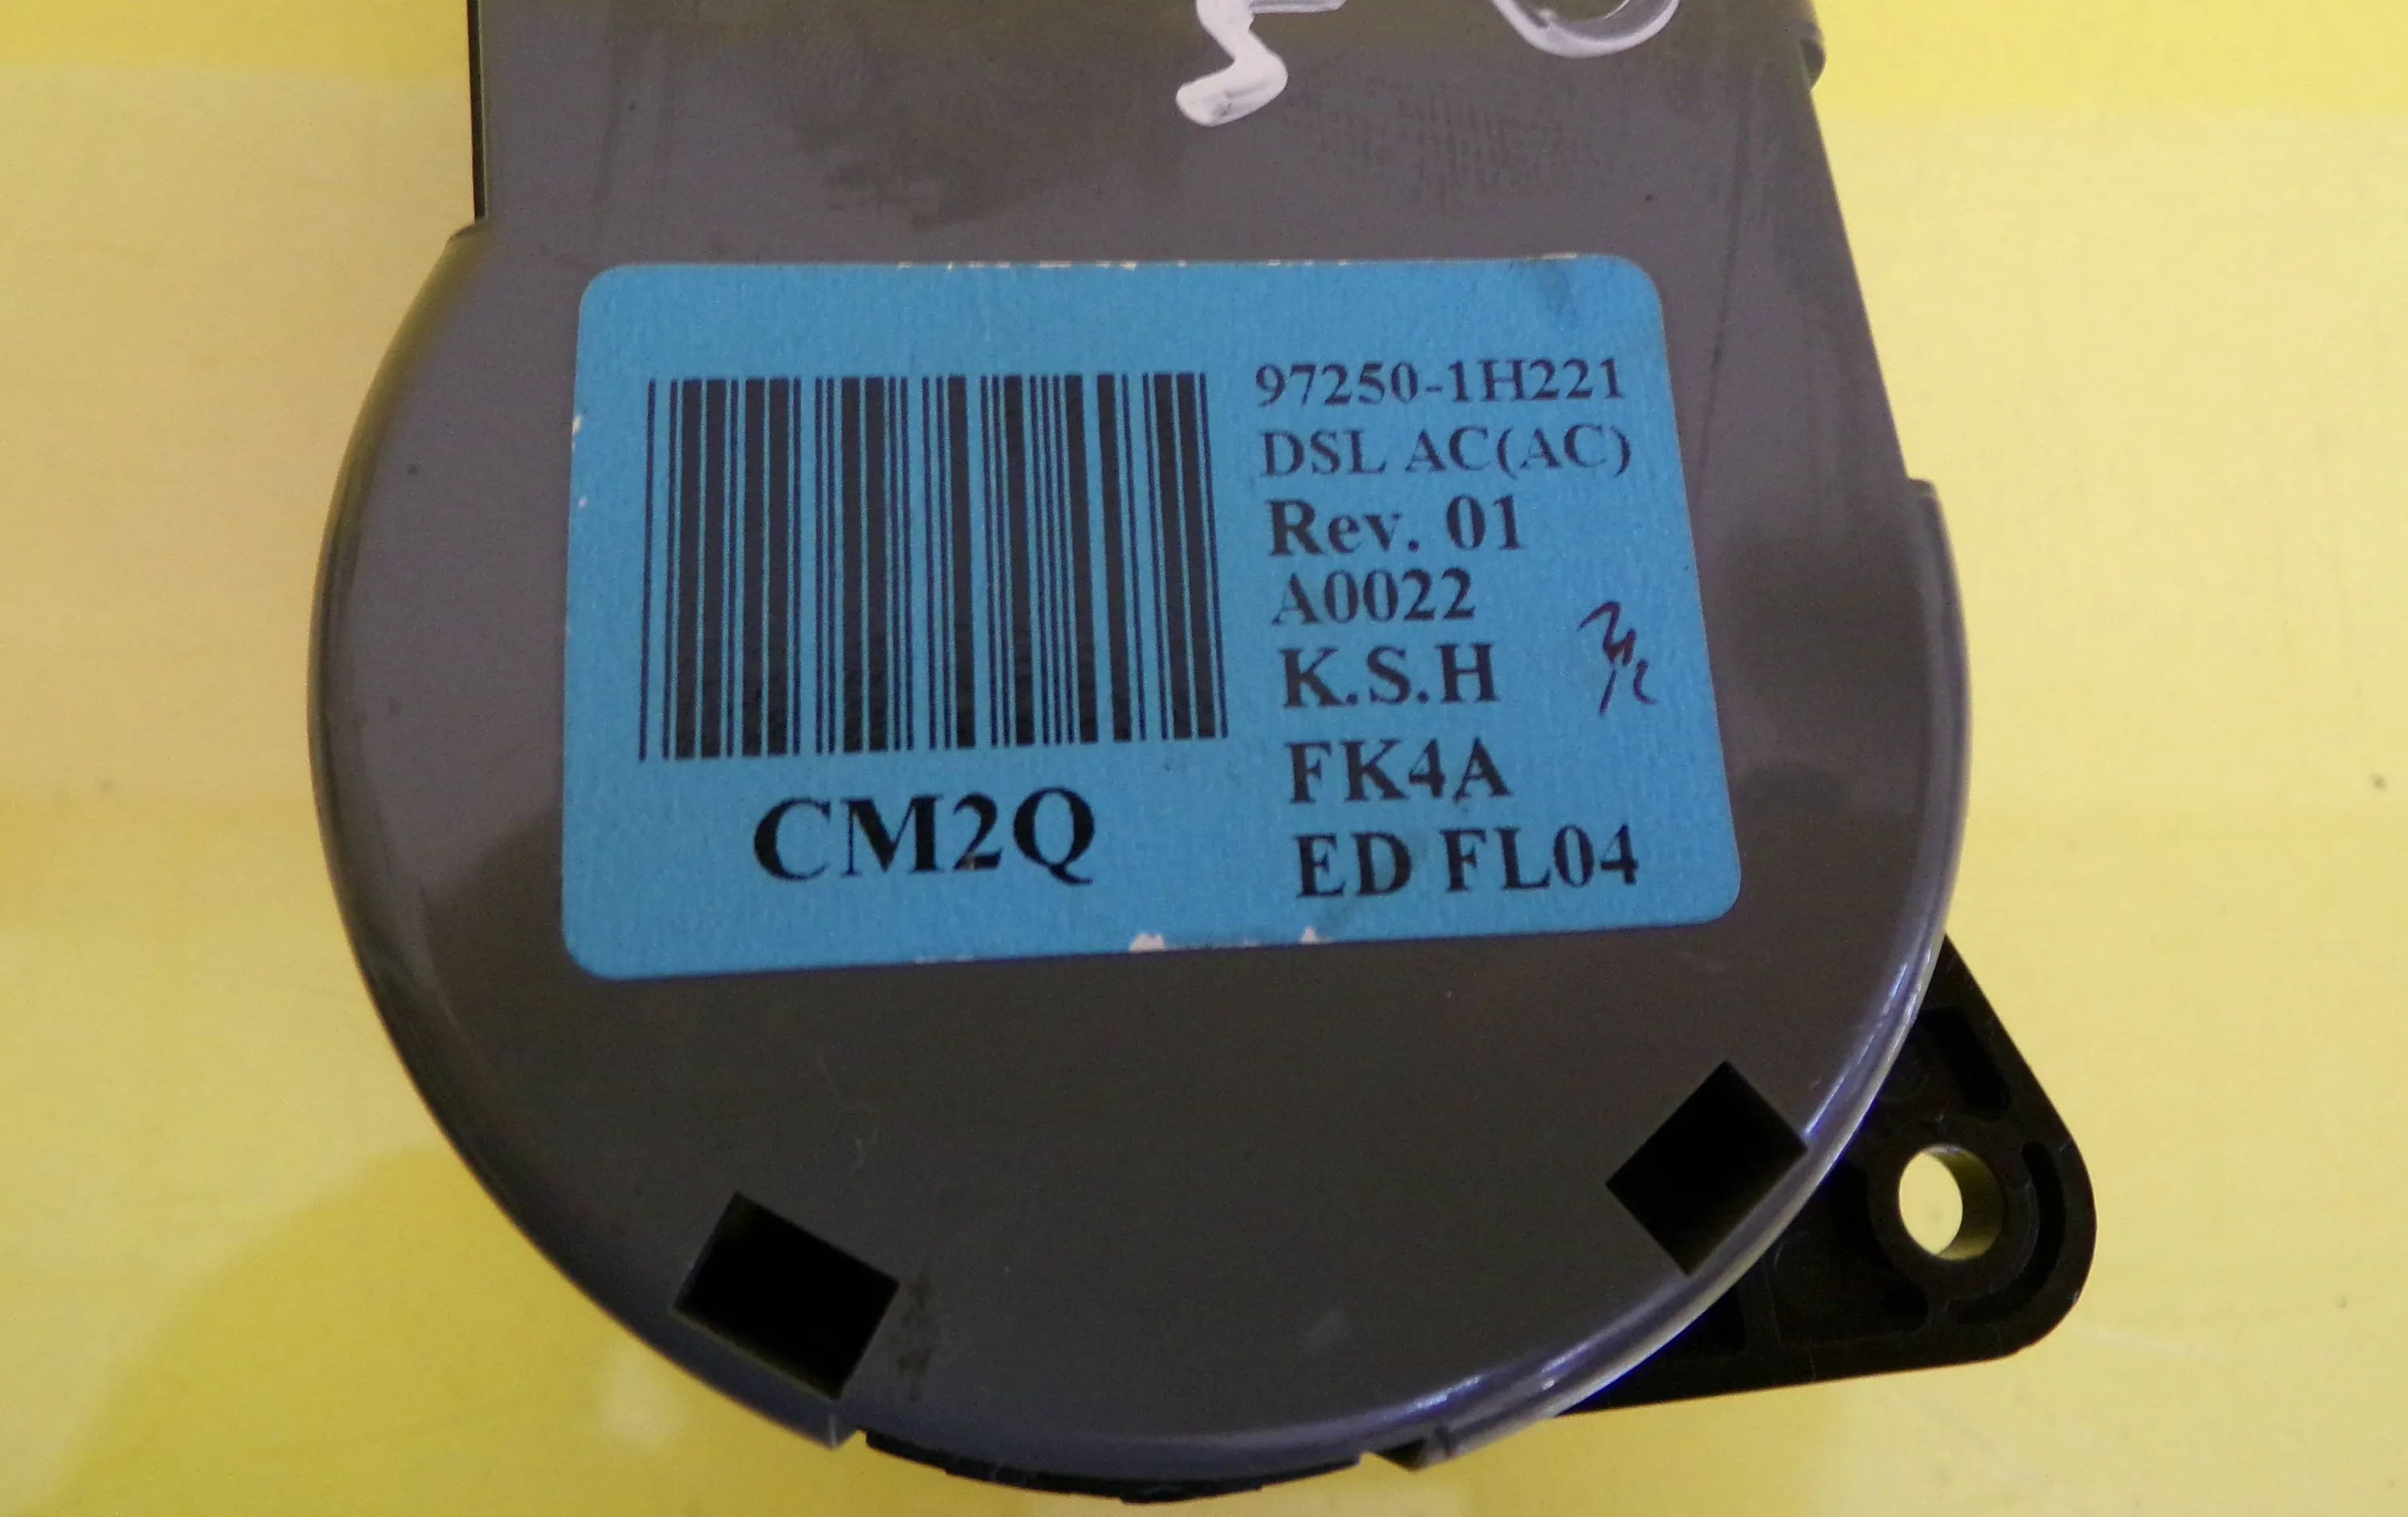 97250-1H221
DSL AC(AC)
Rev. 01
A0022
K.S.H
FK4A
ED FL04
CM2Q